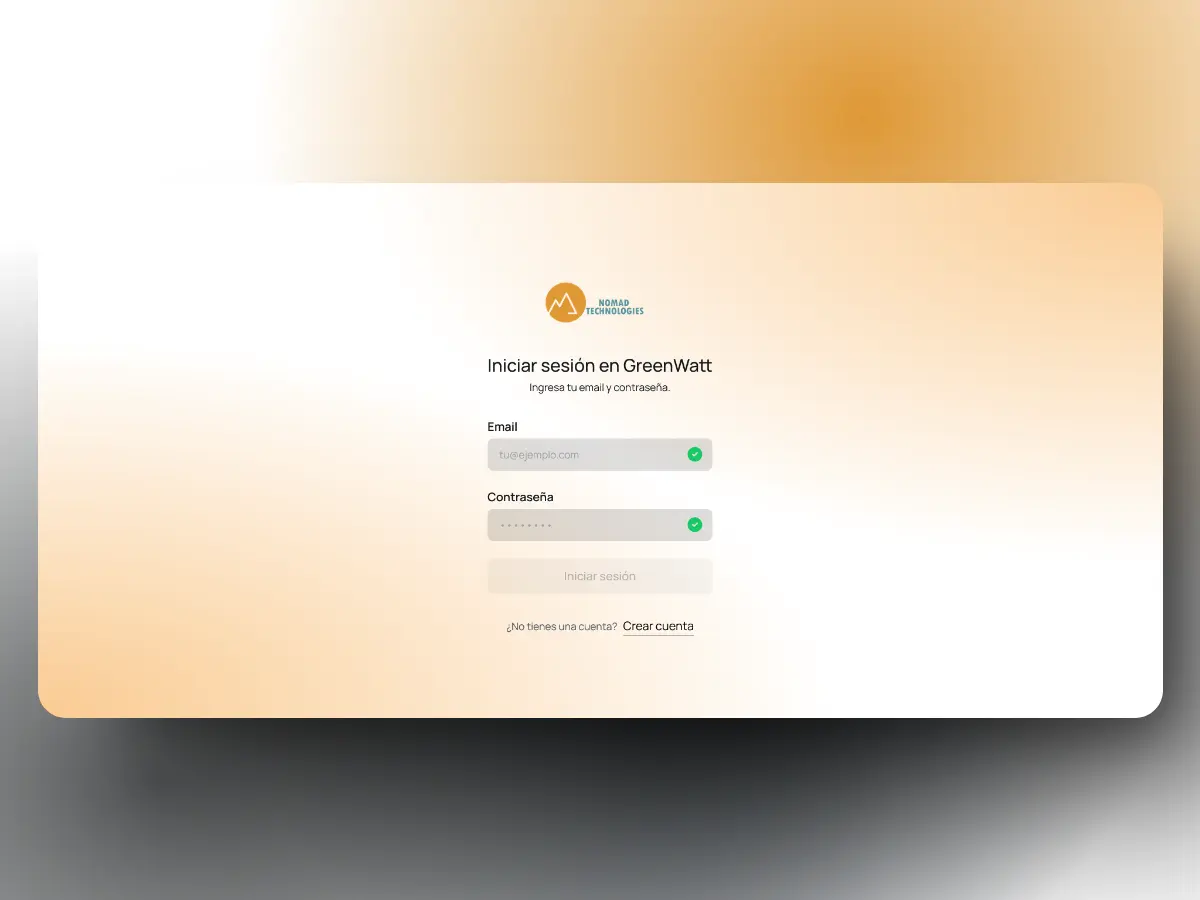 NOMAD
TECHNOLOGIES
Iniciar sesión en GreenWatt
Ingresa tu email y contraseña.
Email
tu@ejemplo.com
Contraseña
••••••••
Iniciar sesión
¿No tienes una cuenta? Crear cuenta